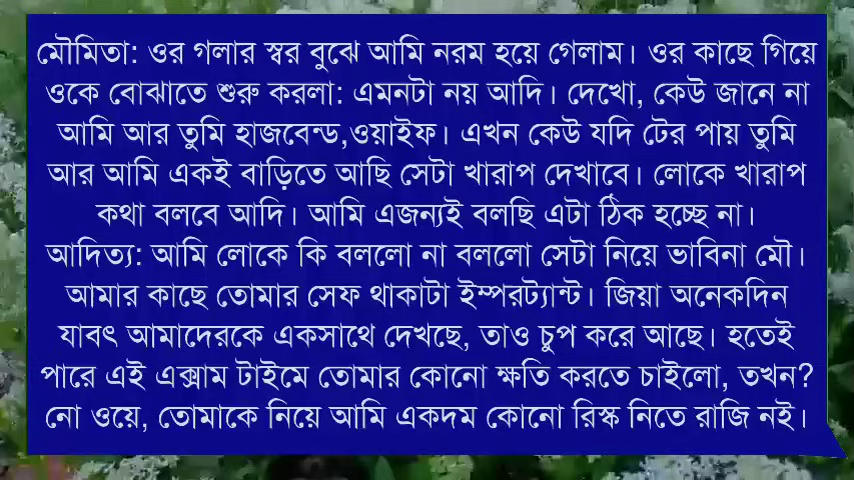 মৌমিতা: ওর গলার স্বর বুঝে আমি নরম হয়ে গেলাম। ওর কাছে গিয়ে
ওকে বোঝাতে শুরু করলা: এমনটা নয় আদি। দেখো, কেউ জানে না
আমি আর তুমি হাজবেন্ড,ওয়াইফ। এখন কেউ যদি টের পায় তুমি
আর আমি একই বাড়িতে আছি সেটা খারাপ দেখাবে। লোকে খারাপ
কথা বলবে আদি। আমি এজন্যই বলছি এটা ঠিক হচ্ছে না।
আদিত্য: আমি লোকে কি বললো না বললো সেটা নিয়ে ভাবিনা মৌ।
আমার কাছে তোমার সেফ থাকাটা ইম্পরট্যান্ট। জিয়া অনেকদিন
যাবৎ আমাদেরকে একসাথে দেখছে, তাও চুপ করে আছে। হতেই
পারে এই এক্সাম টাইমে তোমার কোনো ক্ষতি করতে চাইলো, তখন?
নো ওয়ে, তোমাকে নিয়ে আমি একদম কোনো রিস্ক নিতে রাজি নই।